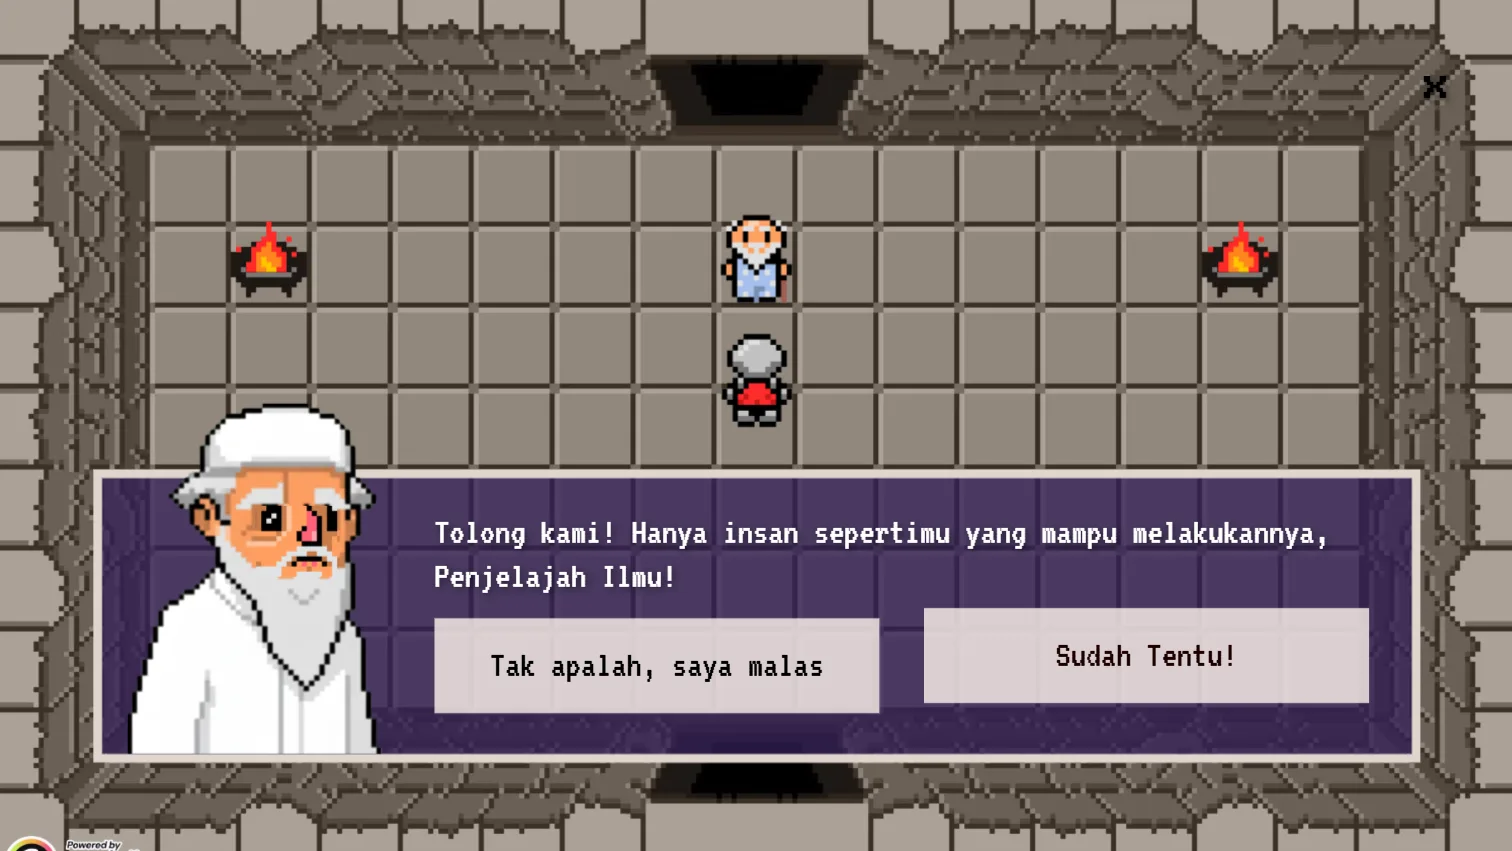 Tolong kami! Hanya insan sepertimu yang mampu melakukannya,
Penjelajah Ilmu!
Tak apalah, saya malas
Sudah Tentu!
Powered by